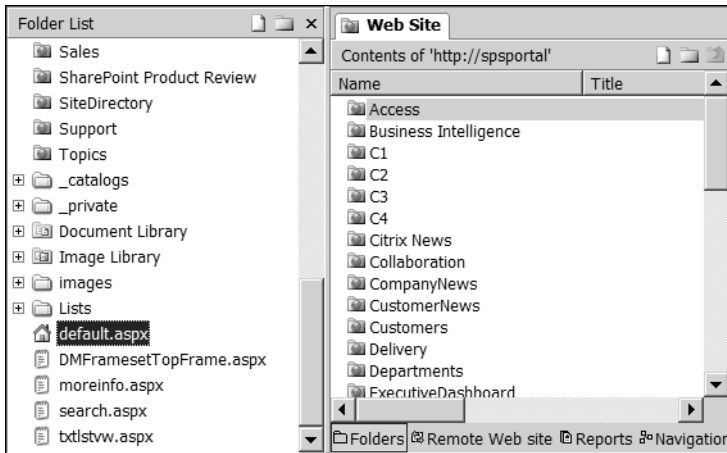 Folder List
Sales
SharePoint Product Review
SiteDirectory
Support
Topics
_catalogs
_private
Document Library
Image Library
images
Lists
default.aspx
DMFramesetTopFrame.aspx
moreinfo.aspx
search.aspx
txtlstvw.aspx
Web Site
Contents of 'http://spsportal'
Name Title
Access
Business Intelligence
C1
C2
C3
C4
Citrix News
Collaboration
CompanyNews
CustomerNews
Customers
Delivery
Departments
ExecutiveDashboard
Folders Remote Web site Reports Navigation